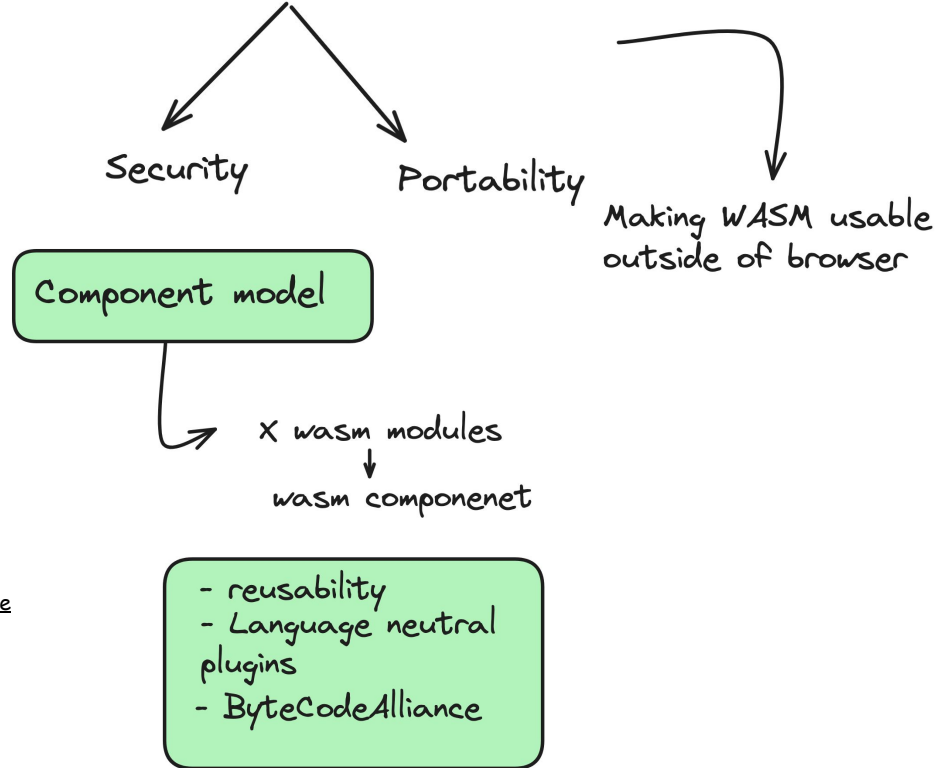 Security
Portability
Making WASM usable
outside of browser
Component model
X wasm modules
wasm componenet
e
- reusability
- Language neutral
plugins
- ByteCodeAlliance